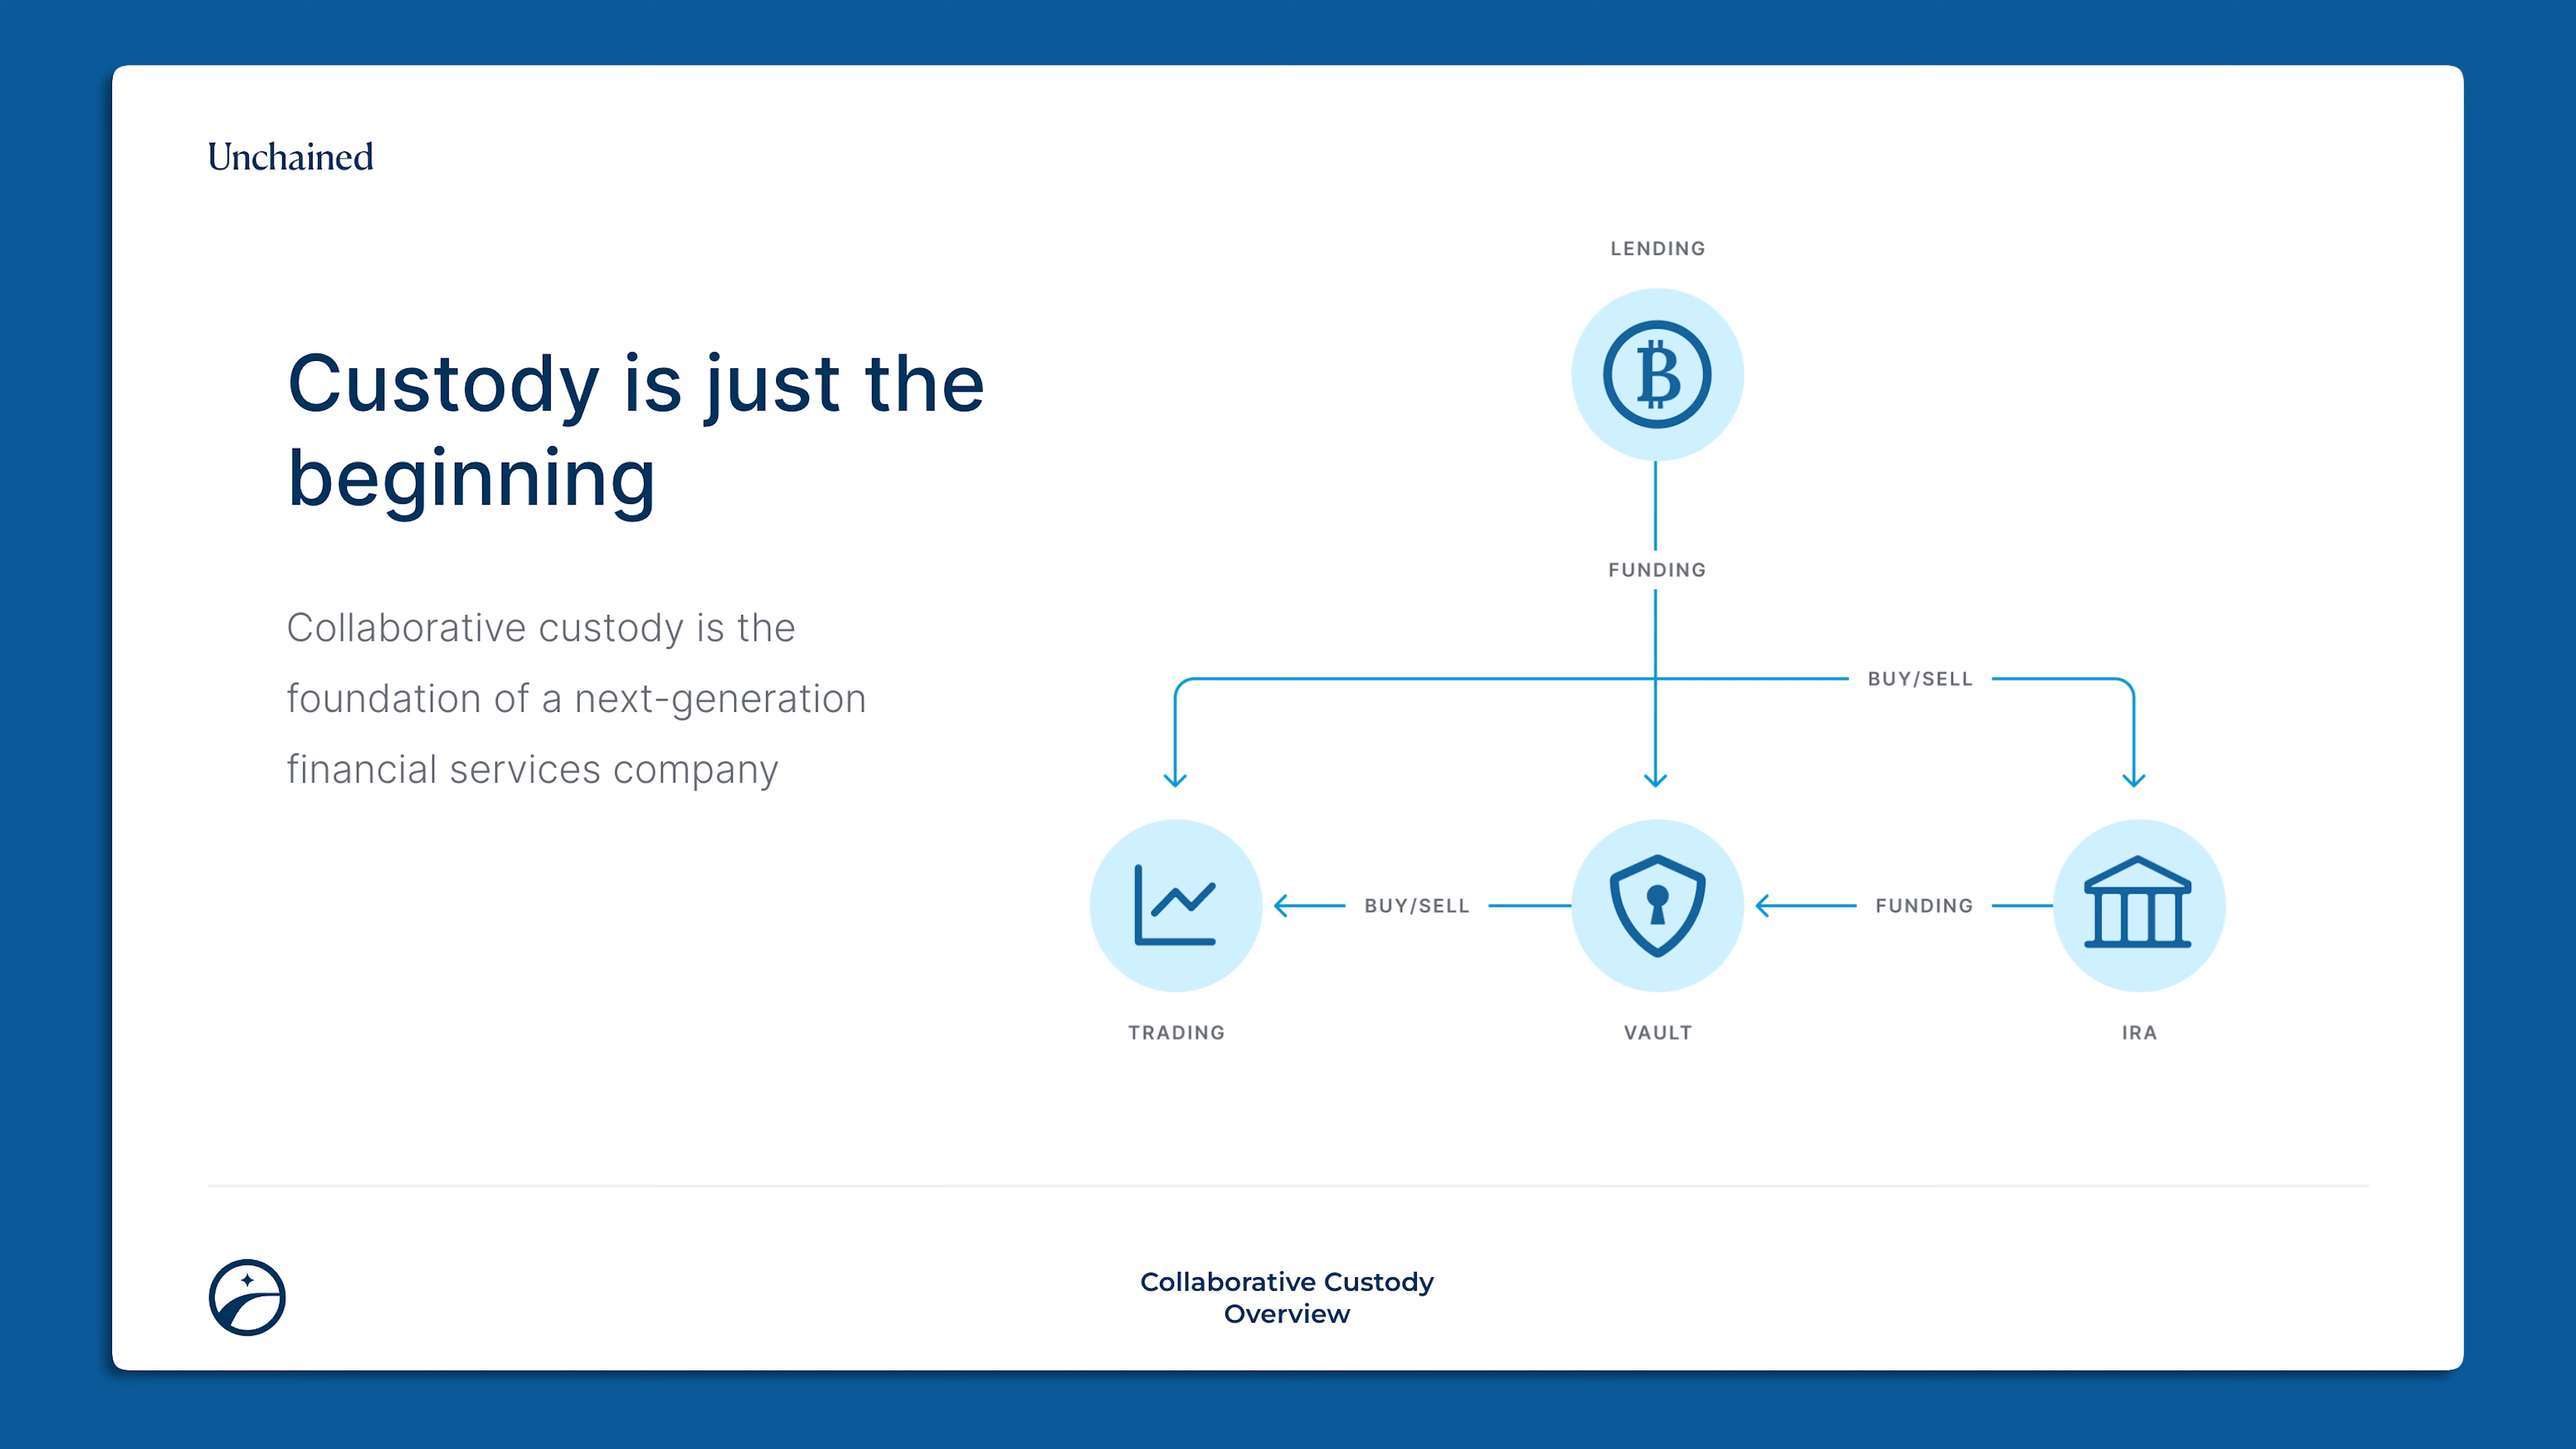 Unchained
Custody is just the
beginning
Collaborative custody is the
foundation of a next-generation
financial services company
LENDING
FUNDING
BUY/SELL
BUY/SELL
FUNDING
TRADING
VAULT
IRA
Collaborative Custody
Overview